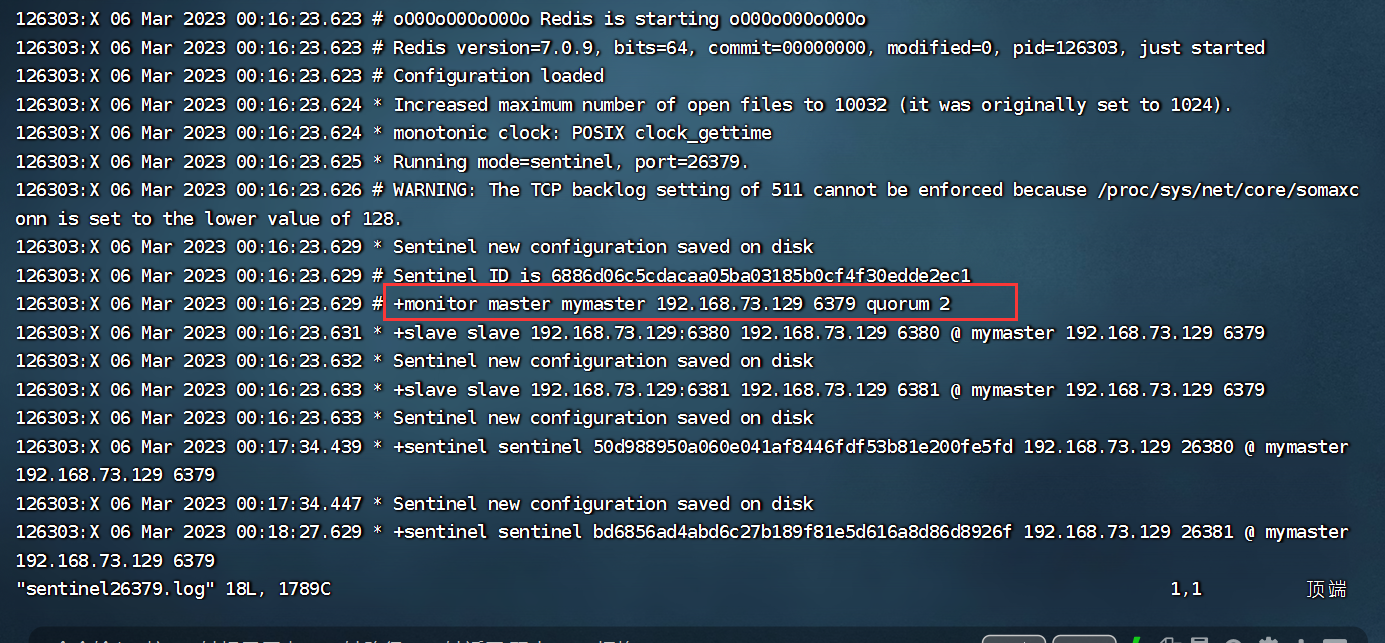 126303:X 06 Mar 2023 00:16:23.623 # oO0OoO0OoO0Oo Redis is starting oO0OoO0OoO0Oo
126303:X 06 Mar 2023 00:16:23.623 # Redis version=7.0.9, bits=64, commit=00000000, modified=0, pid=126303, just started
126303:X 06 Mar 2023 00:16:23.623 # Configuration loaded
126303:X 06 Mar 2023 00:16:23.624 * Increased maximum number of open files to 10032 (it was originally set to 1024).
126303:X 06 Mar 2023 00:16:23.624 * monotonic clock: POSIX clock_gettime
126303:X 06 Mar 2023 00:16:23.625 * Running mode=sentinel, port=26379.
126303:X 06 Mar 2023 00:16:23.626 # WARNING: The TCP backlog setting of 511 cannot be enforced because /proc/sys/net/core/somaxc
onn is set to the lower value of 128.
126303:X 06 Mar 2023 00:16:23.629 * Sentinel new configuration saved on disk
126303:X 06 Mar 2023 00:16:23.629 # Sentinel ID is 6886d06c5cdacaa05ba03185b0cf4f30edde2ec1
126303:X 06 Mar 2023 00:16:23.629 # +monitor master mymaster 192.168.73.129 6379 quorum 2
126303:X 06 Mar 2023 00:16:23.631 * +slave slave 192.168.73.129:6380 192.168.73.129 6380 @ mymaster 192.168.73.129 6379
126303:X 06 Mar 2023 00:16:23.632 * Sentinel new configuration saved on disk
126303:X 06 Mar 2023 00:16:23.633 * +slave slave 192.168.73.129:6381 192.168.73.129 6381 @ mymaster 192.168.73.129 6379
126303:X 06 Mar 2023 00:16:23.633 * Sentinel new configuration saved on disk
126303:X 06 Mar 2023 00:17:34.439 * +sentinel sentinel 50d988950a060e041af8446fdf53b81e200fe5fd 192.168.73.129 26380 @ mymaster
192.168.73.129 6379
126303:X 06 Mar 2023 00:17:34.447 * Sentinel new configuration saved on disk
126303:X 06 Mar 2023 00:18:27.629 * +sentinel sentinel bd6856ad4abd6c27b189f81e5d616a8d86d8926f 192.168.73.129 26381 @ mymaster
192.168.73.129 6379
"sentinel26379.log" 18L, 1789C 1,1 顶端